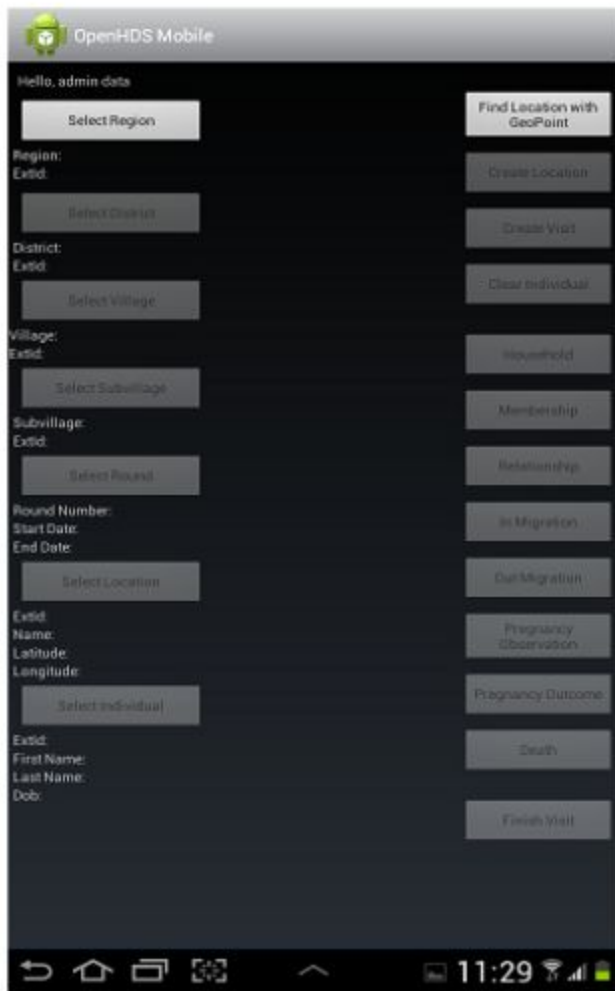 OpenHDS Mobile
Hello, admin data
Select Region
Region:
ExtId:
Select District
District:
ExtId:
Select Village
Village:
ExtId:
Select Subvillage
Subvillage:
ExtId:
Select Round
Round Number:
Start Date:
End Date:
Select Location
ExtId:
Name:
Latitude:
Longitude:
Select Individual
ExtId:
First Name:
Last Name:
Dob:
Find Location with
GeoPoint
Create Location
Create Visit
Clear Individual
Household
Membership
Relationship
In Migration
Out Migration
Pregnancy
Observation
Pregnancy Outcome
Death
Finish Visit
11:29